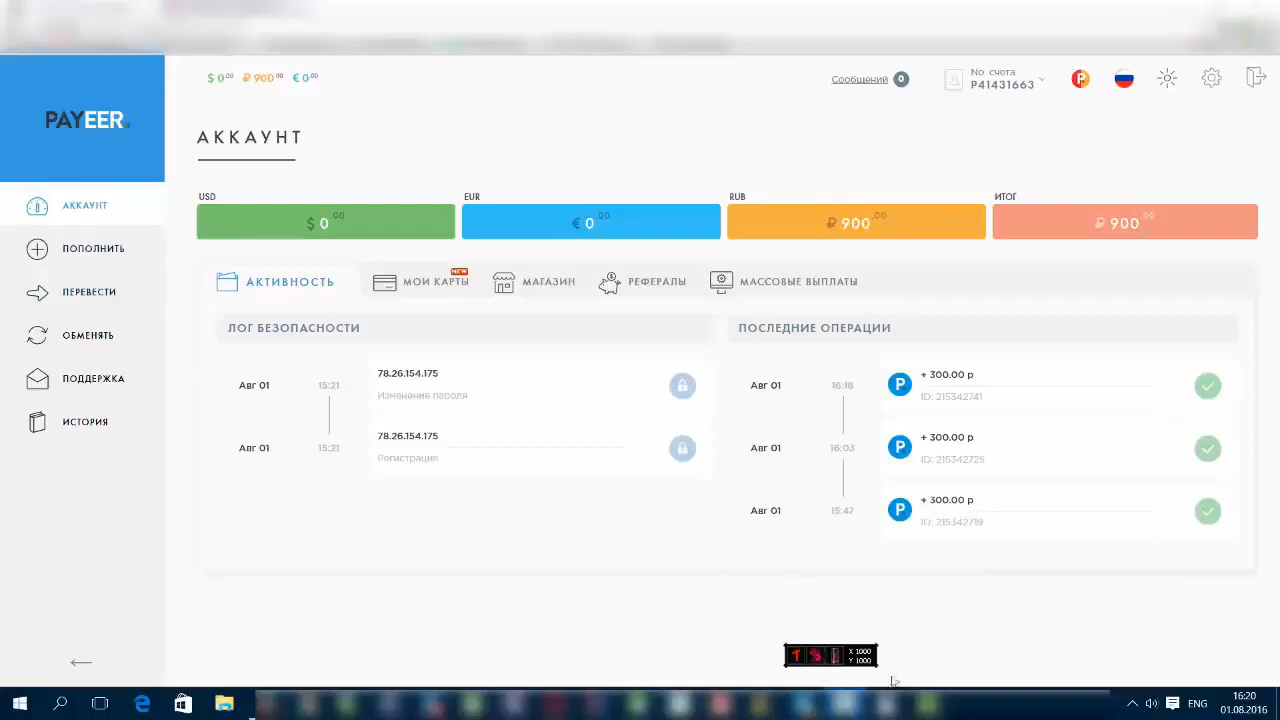 $ 0.00 ₽ 900.00 € 0.00
Сообщений 0
No. счета
P41431663
PAYEER
АККАУНТ
АККАУНТ
ПОПОЛНИТЬ
ПЕРЕВЕСТИ
ОБМЕНЯТЬ
ПОДДЕРЖКА
ИСТОРИЯ
USD EUR RUB ИТОГ
$ 0.00 € 0.00 ₽ 900.00 ₽ 900.00
АКТИВНОСТЬ МОИ КАРТЫ NEW МАГАЗИН РЕФЕРАЛЫ МАССОВЫЕ ВЫПЛАТЫ
ЛОГ БЕЗОПАСНОСТИ
Авг 01 15:21 78.26.154.175
Изменение пароля
Авг 01 15:21 78.26.154.175
Регистрация
ПОСЛЕДНИЕ ОПЕРАЦИИ
Авг 01 16:18 P + 300.00 р
ID: 215342741
Авг 01 16:03 P + 300.00 р
ID: 215342725
Авг 01 15:47 P + 300.00 р
ID: 215342719
X 1000
Y 1000
ENG
16:20
01.08.2016